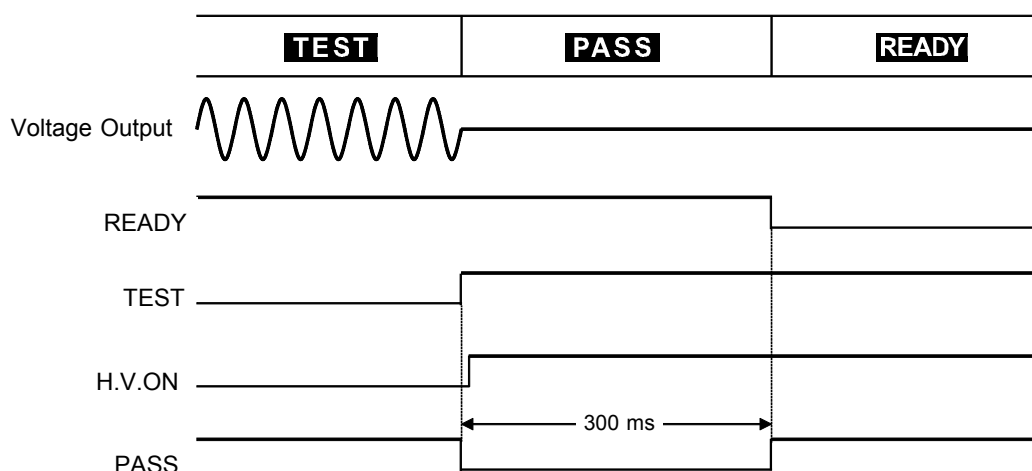 TEST PASS READY
Voltage Output
READY
TEST
H.V.ON
300 ms
PASS